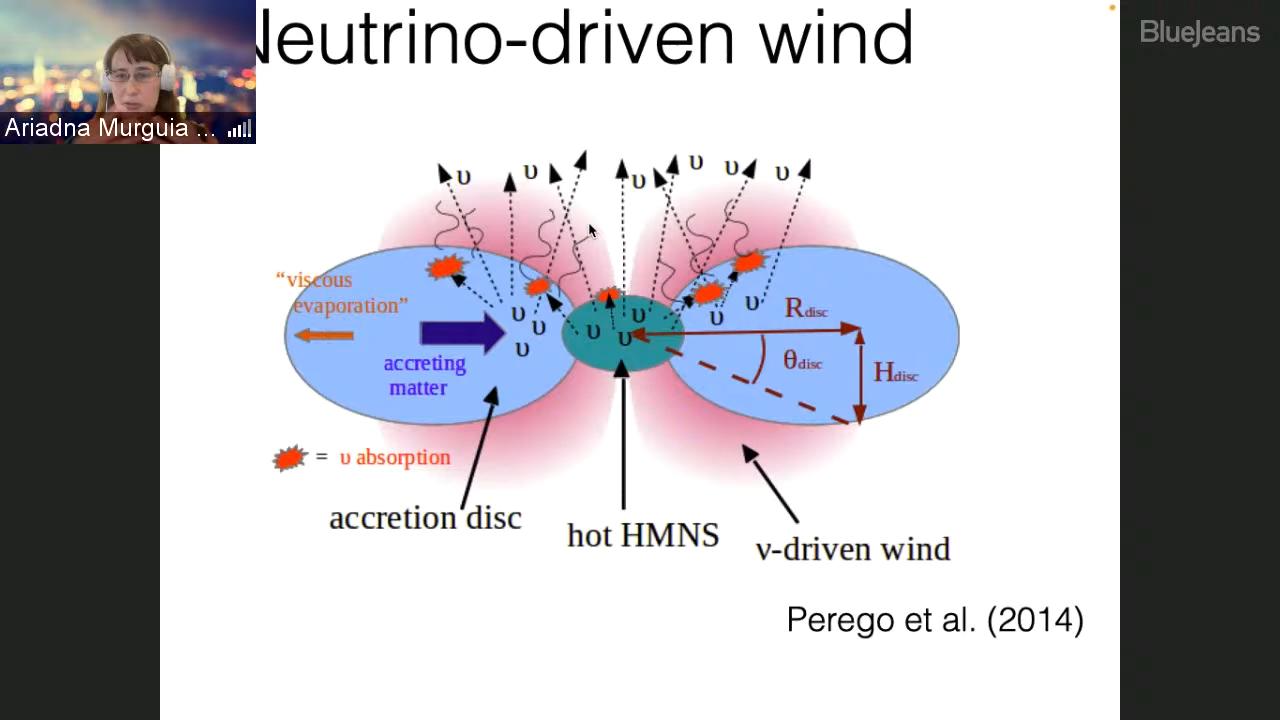 Neutrino-driven wind
BlueJeans
Ariadna Murguia ...
υ υ υ υ υ υ
“viscous
evaporation”
accreting
matter
υ υ υ υ υ υ υ υ
Rdisc
θdisc
Hdisc
= υ absorption
accretion disc
hot HMNS
ν-driven wind
Perego et al. (2014)